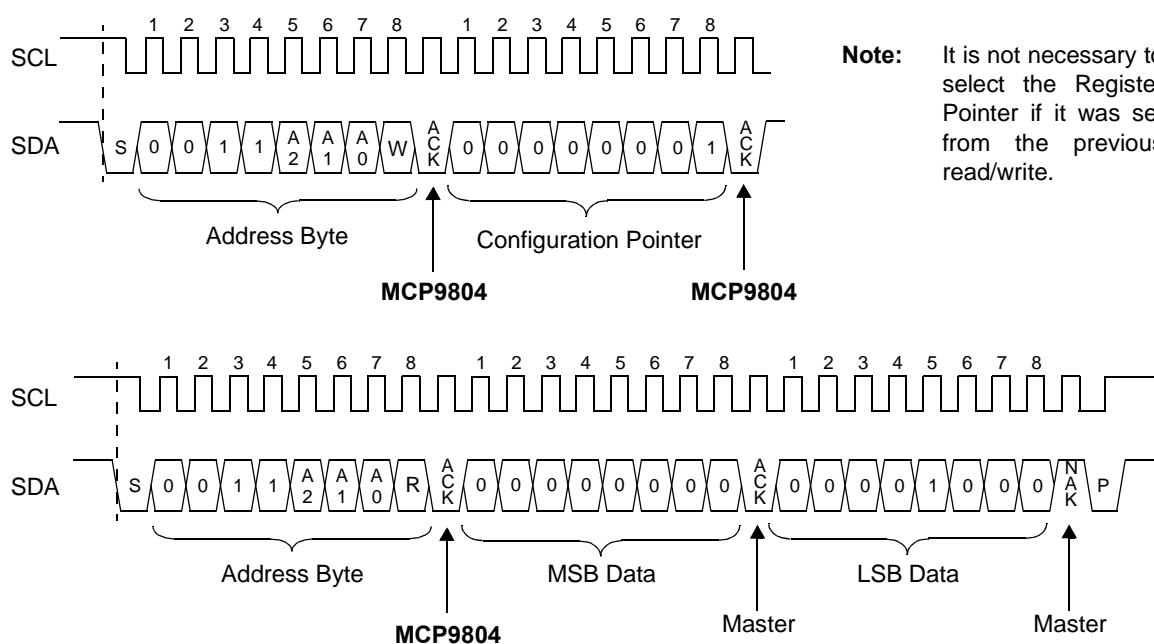 1 2 3 4 5 6 7 8 1 2 3 4 5 6 7 8
SCL
SDA
S 0 0 1 1 A2 A1 A0 W ACK 0 0 0 0 0 0 0 1 ACK
Address Byte Configuration Pointer
MCP9804 MCP9804
Note: It is not necessary to
select the Registe
Pointer if it was se
from the previous
read/write.
1 2 3 4 5 6 7 8 1 2 3 4 5 6 7 8 1 2 3 4 5 6 7 8
SCL
SDA
S 0 0 1 1 A2 A1 A0 R ACK 0 0 0 0 0 0 0 0 ACK 0 0 0 0 1 0 0 0 NAK P
Address Byte MSB Data LSB Data
MCP9804 Master Master